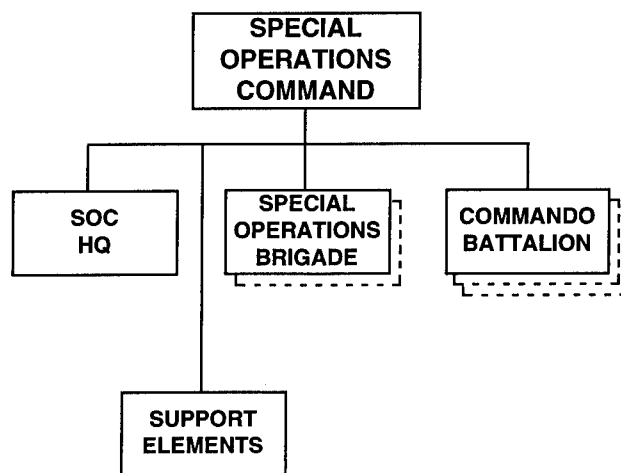 SPECIAL
OPERATIONS
COMMAND
SOC
HQ
SPECIAL
OPERATIONS
BRIGADE
COMMANDO
BATTALION
SUPPORT
ELEMENTS